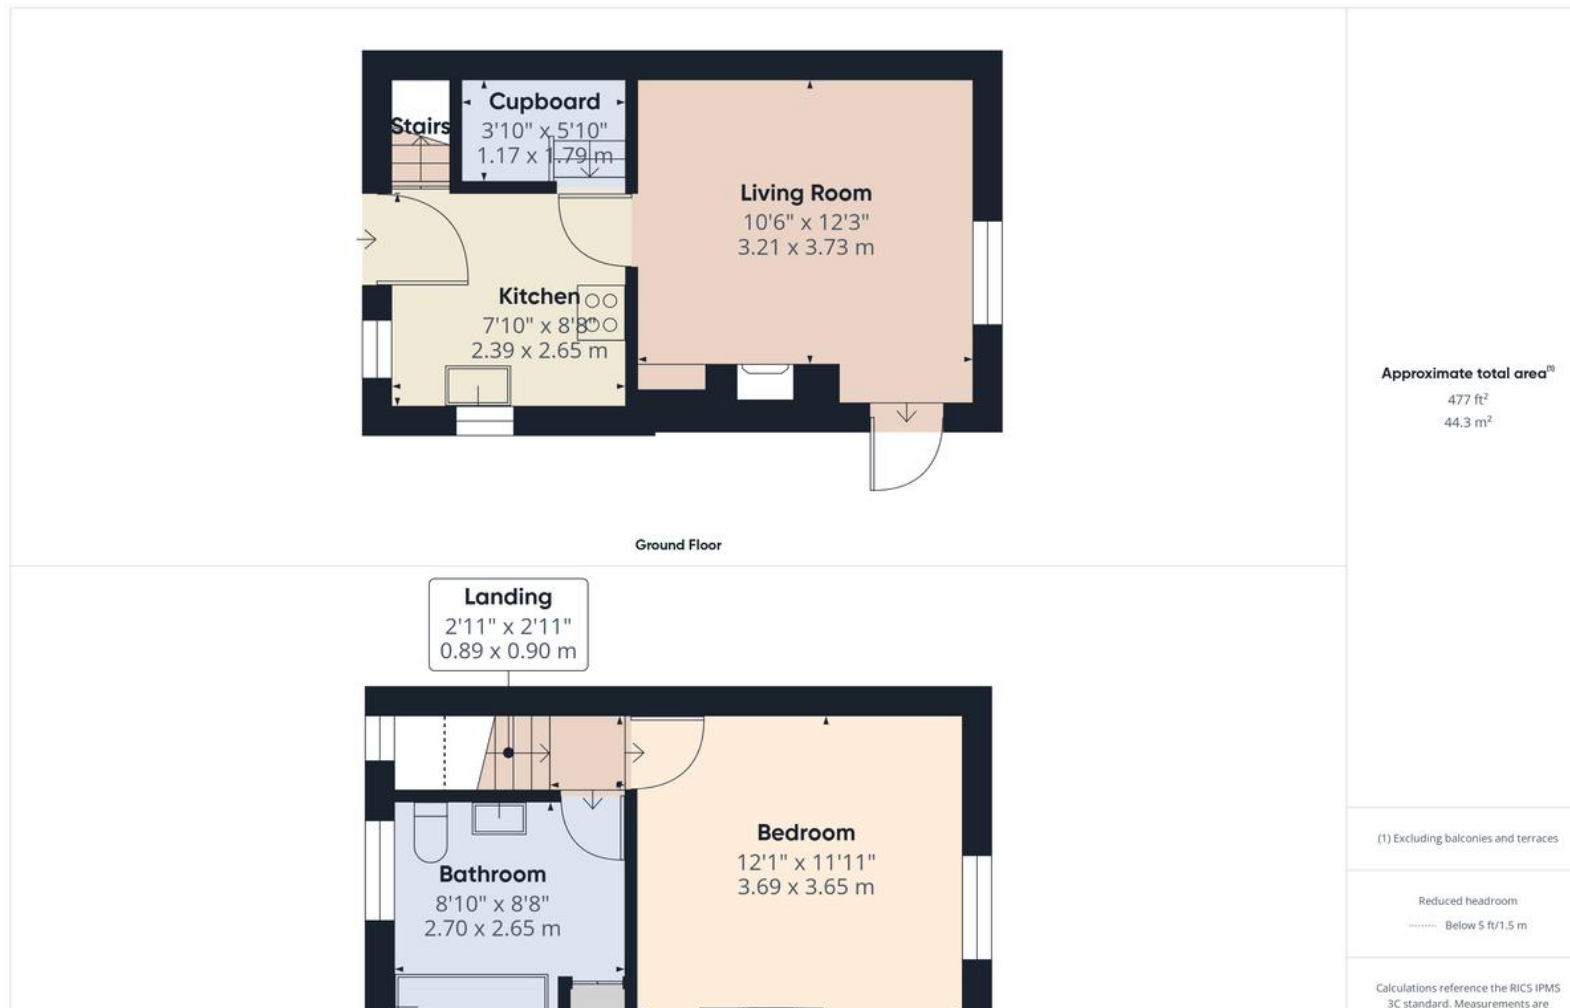 Stairs
Cupboard
3'10" x 5'10"
1.17 x 1.79 m
Living Room
10'6" x 12'3"
3.21 x 3.73 m
Kitchen
7'10" x 8'8"
2.39 x 2.65 m
Ground Floor
Landing
2'11" x 2'11"
0.89 x 0.90 m
Bedroom
12'1" x 11'11"
3.69 x 3.65 m
Bathroom
8'10" x 8'8"
2.70 x 2.65 m
Approximate total area(1)
477 ft²
44.3 m²
(1) Excluding balconies and terraces
Reduced headroom
Below 5 ft/1.5 m
Calculations reference the RICS IPMS
3C standard. Measurements are